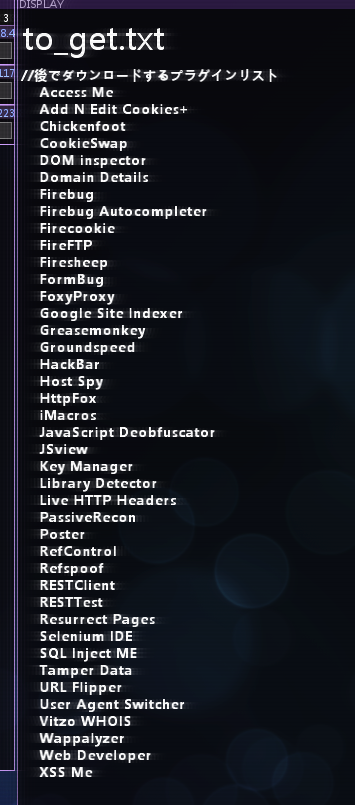 DISPLAY
3
8.4
to_get.txt
117
//後でダウンロードするプラグインリスト
Access Me
Add N Edit Cookies+
223
Chickenfoot
CookieSwap
DOM inspector
Domain Details
Firebug
Firebug Autocompleter
Firecookie
FireFTP
Firesheep
FormBug
FoxyProxy
Google Site Indexer
Greasemonkey
Groundspeed
HackBar
Host Spy
HttpFox
iMacros
JavaScript Deobfuscator
JSview
Key Manager
Library Detector
Live HTTP Headers
PassiveRecon
Poster
RefControl
Refspoof
RESTClient
RESTTest
Resurrect Pages
Selenium IDE
SQL Inject ME
Tamper Data
URL Flipper
User Agent Switcher
Vitzo WHOIS
Wappalyzer
Web Developer
XSS Me